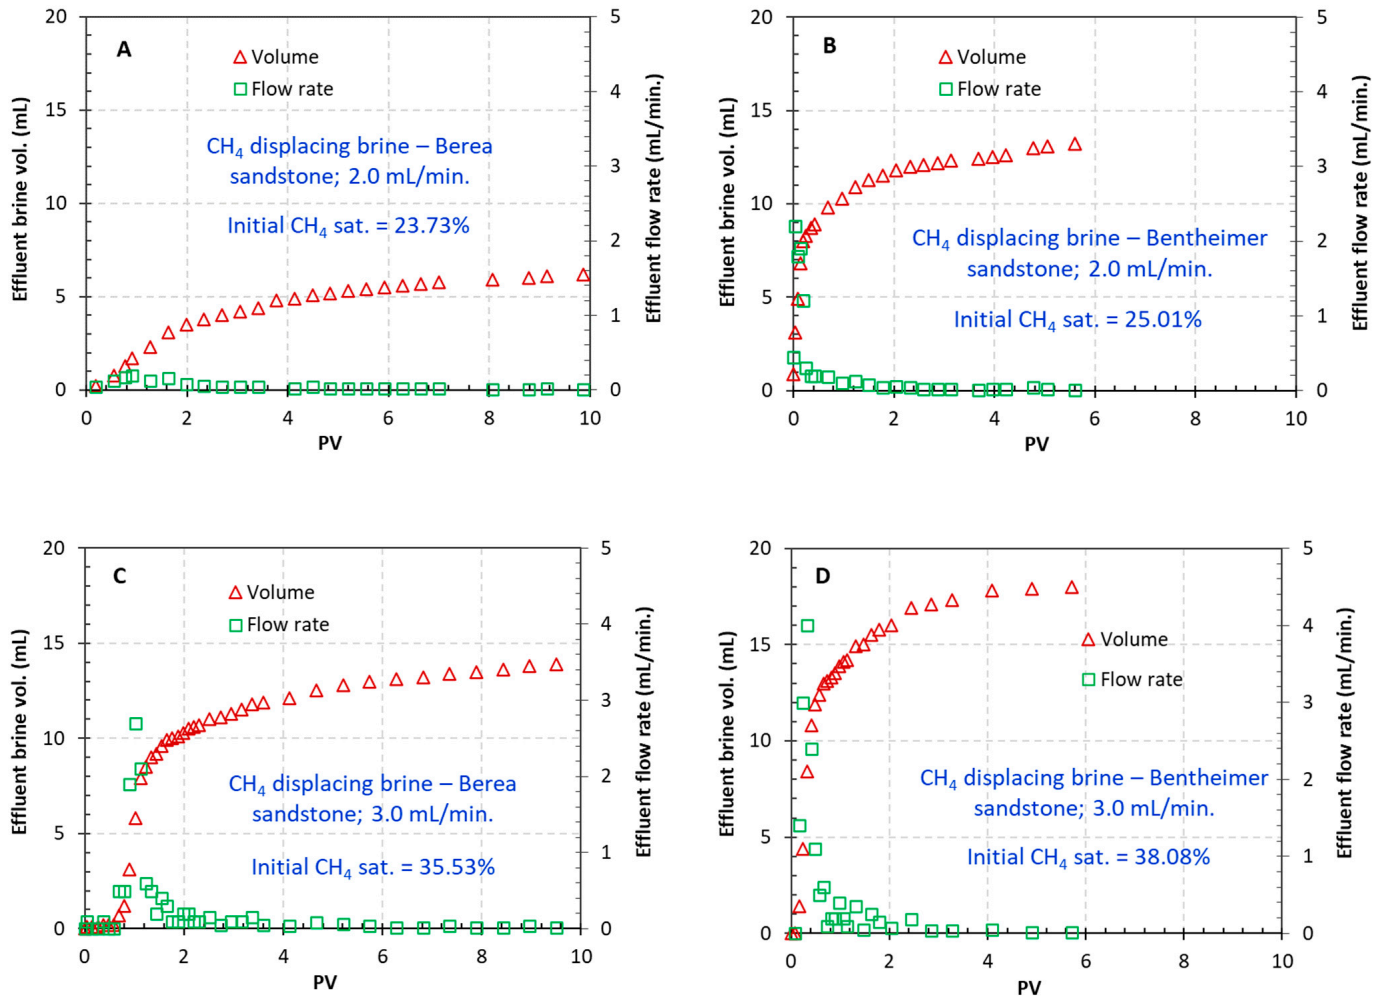 A
Volume
Flow rate
CH₄ displacing brine – Berea
sandstone; 2.0 mL/min.
Initial CH₄ sat. = 23.73%
Effluent brine vol. (mL)
20
15
10
5
0
Effluent flow rate (mL/min.)
5
4
3
2
1
0
0 2 4 6 8 10
PV
B
Volume
Flow rate
CH₄ displacing brine – Bentheimer
sandstone; 2.0 mL/min.
Initial CH₄ sat. = 25.01%
Effluent brine vol. (mL)
20
15
10
5
0
Effluent flow rate (mL/min.)
5
4
3
2
1
0
0 2 4 6 8 10
PV
C
Volume
Flow rate
CH₄ displacing brine – Berea
sandstone; 3.0 mL/min.
Initial CH₄ sat. = 35.53%
Effluent brine vol. (mL)
20
15
10
5
0
Effluent flow rate (mL/min.)
5
4
3
2
1
0
0 2 4 6 8 10
PV
D
Volume
Flow rate
CH₄ displacing brine – Bentheimer
sandstone; 3.0 mL/min.
Initial CH₄ sat. = 38.08%
Effluent brine vol. (mL)
20
15
10
5
0
Effluent flow rate (mL/min.)
5
4
3
2
1
0
0 2 4 6 8 10
PV